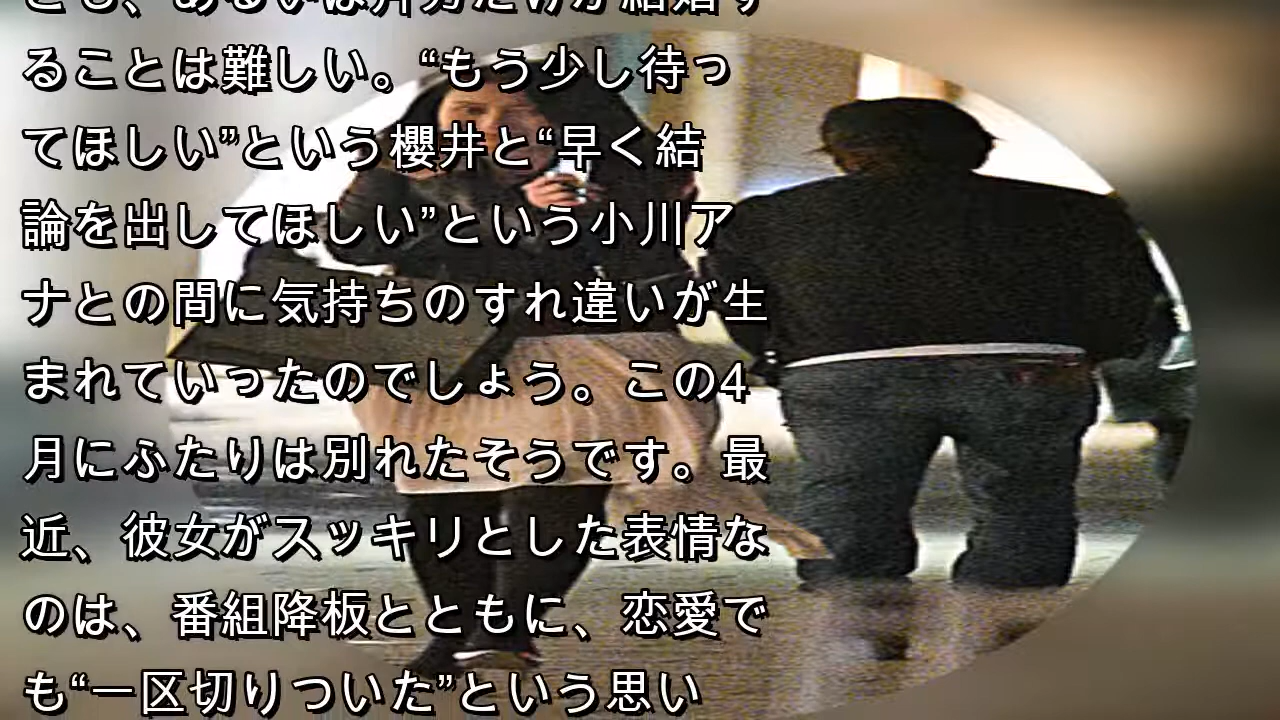 ることは難しい。“もう少し待っ
てほしい”という櫻井と“早く結
論を出してほしい”という小川ア
ナとの間に気持ちのすれ違いが生
まれていったのでしょう。この4
月にふたりは別れたそうです。最
近、彼女がスッキリとした表情な
のは、番組降板とともに、恋愛で
も“一区切りついた”という思い